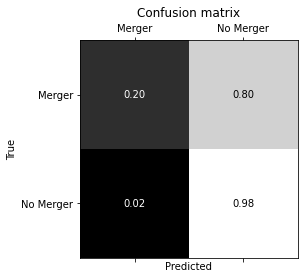 Confusion matrix
Merger No Merger
Merger 0.20 0.80
True
No Merger 0.02 0.98
Predicted